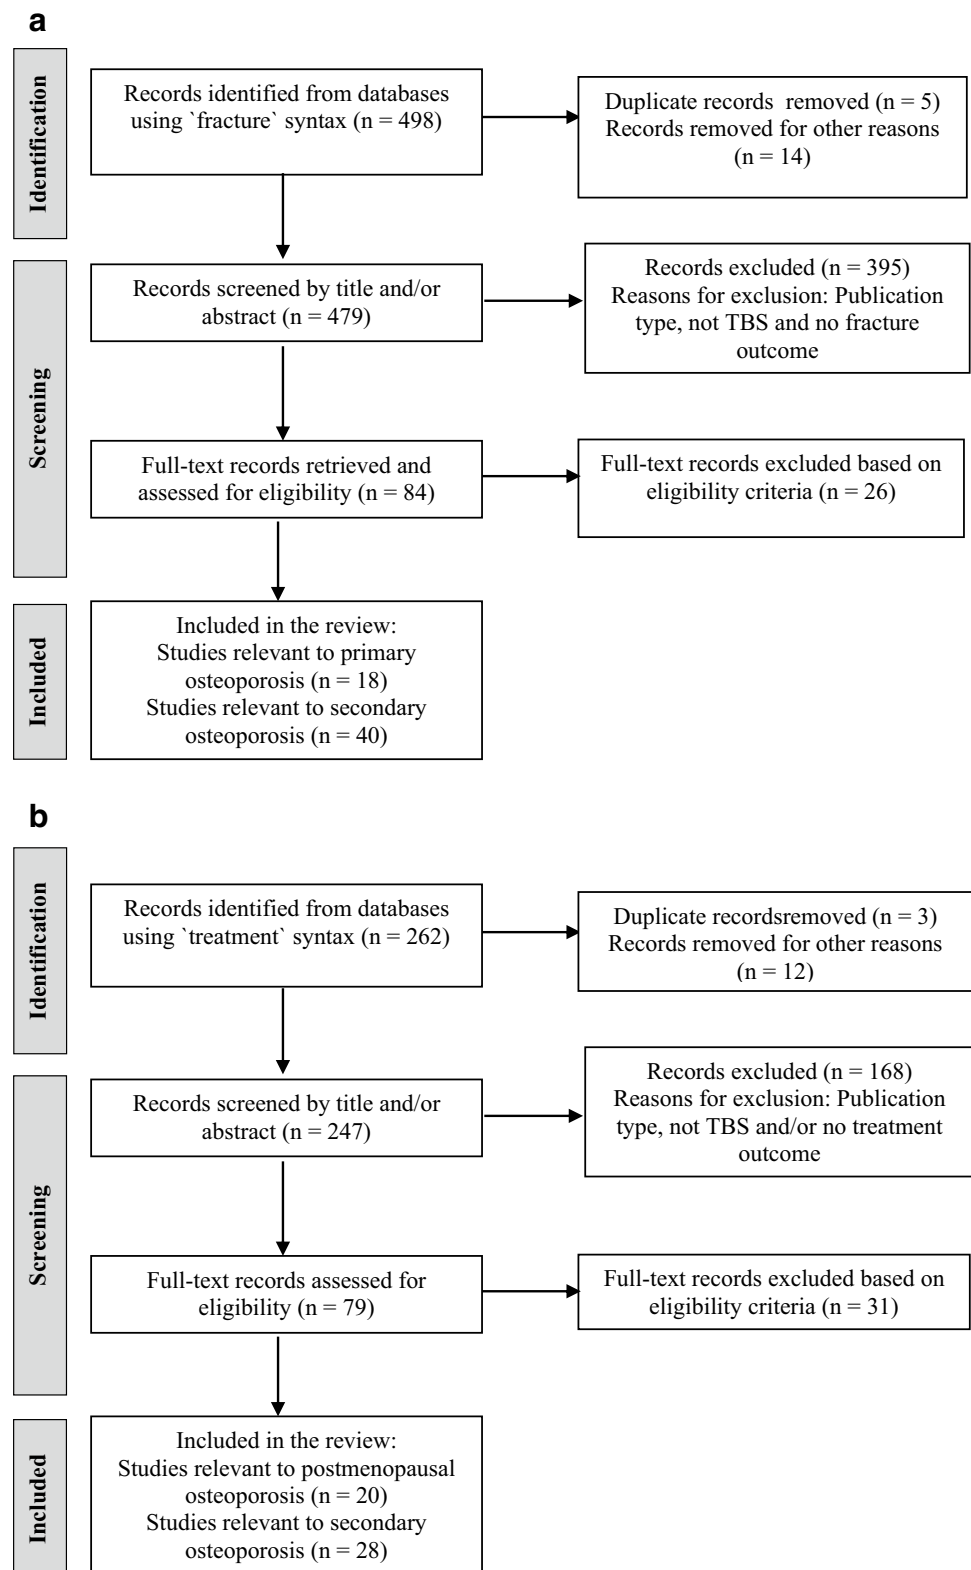 a
Identification
Records identified from databases
using `fracture` syntax (n = 498)
Duplicate records removed (n = 5)
Records removed for other reasons
(n = 14)
Screening
Records screened by title and/or
abstract (n = 479)
Records excluded (n = 395)
Reasons for exclusion: Publication
type, not TBS and no fracture
outcome
Full-text records retrieved and
assessed for eligibility (n = 84)
Full-text records excluded based on
eligibility criteria (n = 26)
Included
Included in the review:
Studies relevant to primary
osteoporosis (n = 18)
Studies relevant to secondary
osteoporosis (n = 40)
b
Identification
Records identified from databases
using `treatment` syntax (n = 262)
Duplicate recordsremoved (n = 3)
Records removed for other reasons
(n = 12)
Screening
Records screened by title and/or
abstract (n = 247)
Records excluded (n = 168)
Reasons for exclusion: Publication
type, not TBS and/or no treatment
outcome
Full-text records assessed for
eligibility (n = 79)
Full-text records excluded based on
eligibility criteria (n = 31)
Included
Included in the review:
Studies relevant to postmenopausal
osteoporosis (n = 20)
Studies relevant to secondary
osteoporosis (n = 28)